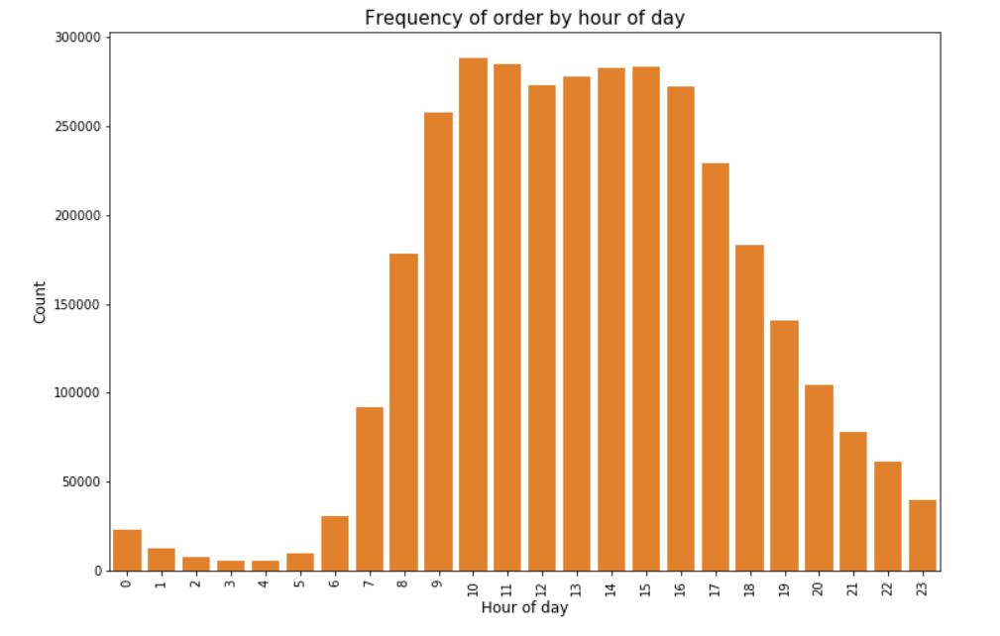 Frequency of order by hour of day
300000
250000
200000
150000
100000
50000
0
Count
0 1 2 3 4 5 6 7 8 9 10 11 12 13 14 15 16 17 18 19 20 21 22 23
Hour of day